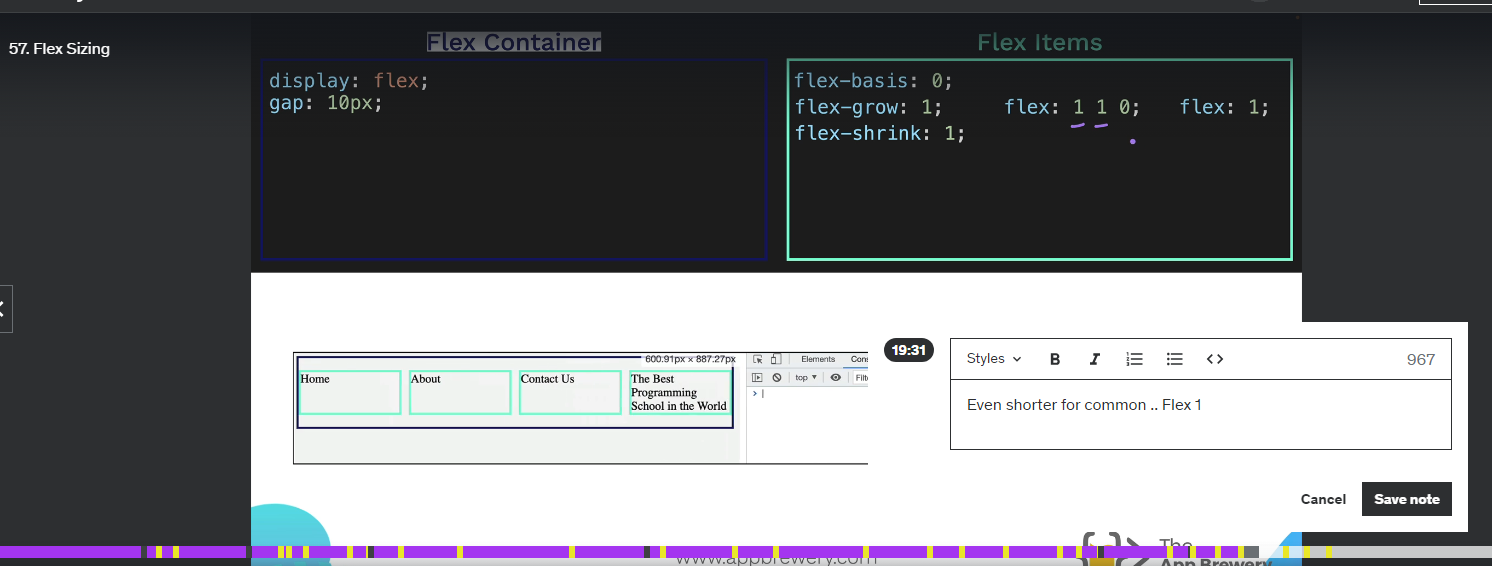 57. Flex Sizing
Flex Container
display: flex;
gap: 10px;
Flex Items
flex-basis: 0;
flex-grow: 1; flex: 1 1 0; flex: 1;
flex-shrink: 1;
600.91px × 887.27px
Home
About
Contact Us
The Best
Programming
School in the World
Elements Cons
top ▼ Filt
> |
19:31
Styles B I <> 967
Even shorter for common .. Flex 1
Cancel Save note
www.appbrewery.com
The
App Brewery